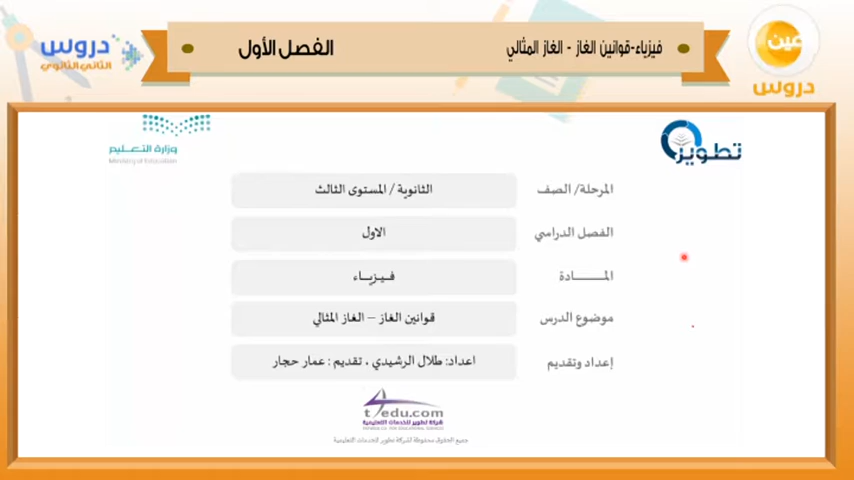 دروس
الثاني الثانوي
الفصل الأول
فيزياء-قوانين الغاز - الغاز المثالي
عين
دروس
وزارة التعليم
Ministry of Education
تطوير
المرحلة/ الصف
الثانوية / المستوى الثالث
الفصل الدراسي
الاول
المــــادة
فـيـزيـاء
موضوع الدرس
قوانين الغاز – الغاز المثالي
إعداد وتقديم
اعداد: طلال الرشيدي ، تقديم : عمار حجار
t4edu.com
شركة تطوير للخدمات التعليمية
جميع الحقوق محفوظة لشركة تطوير للخدمات التعليمية